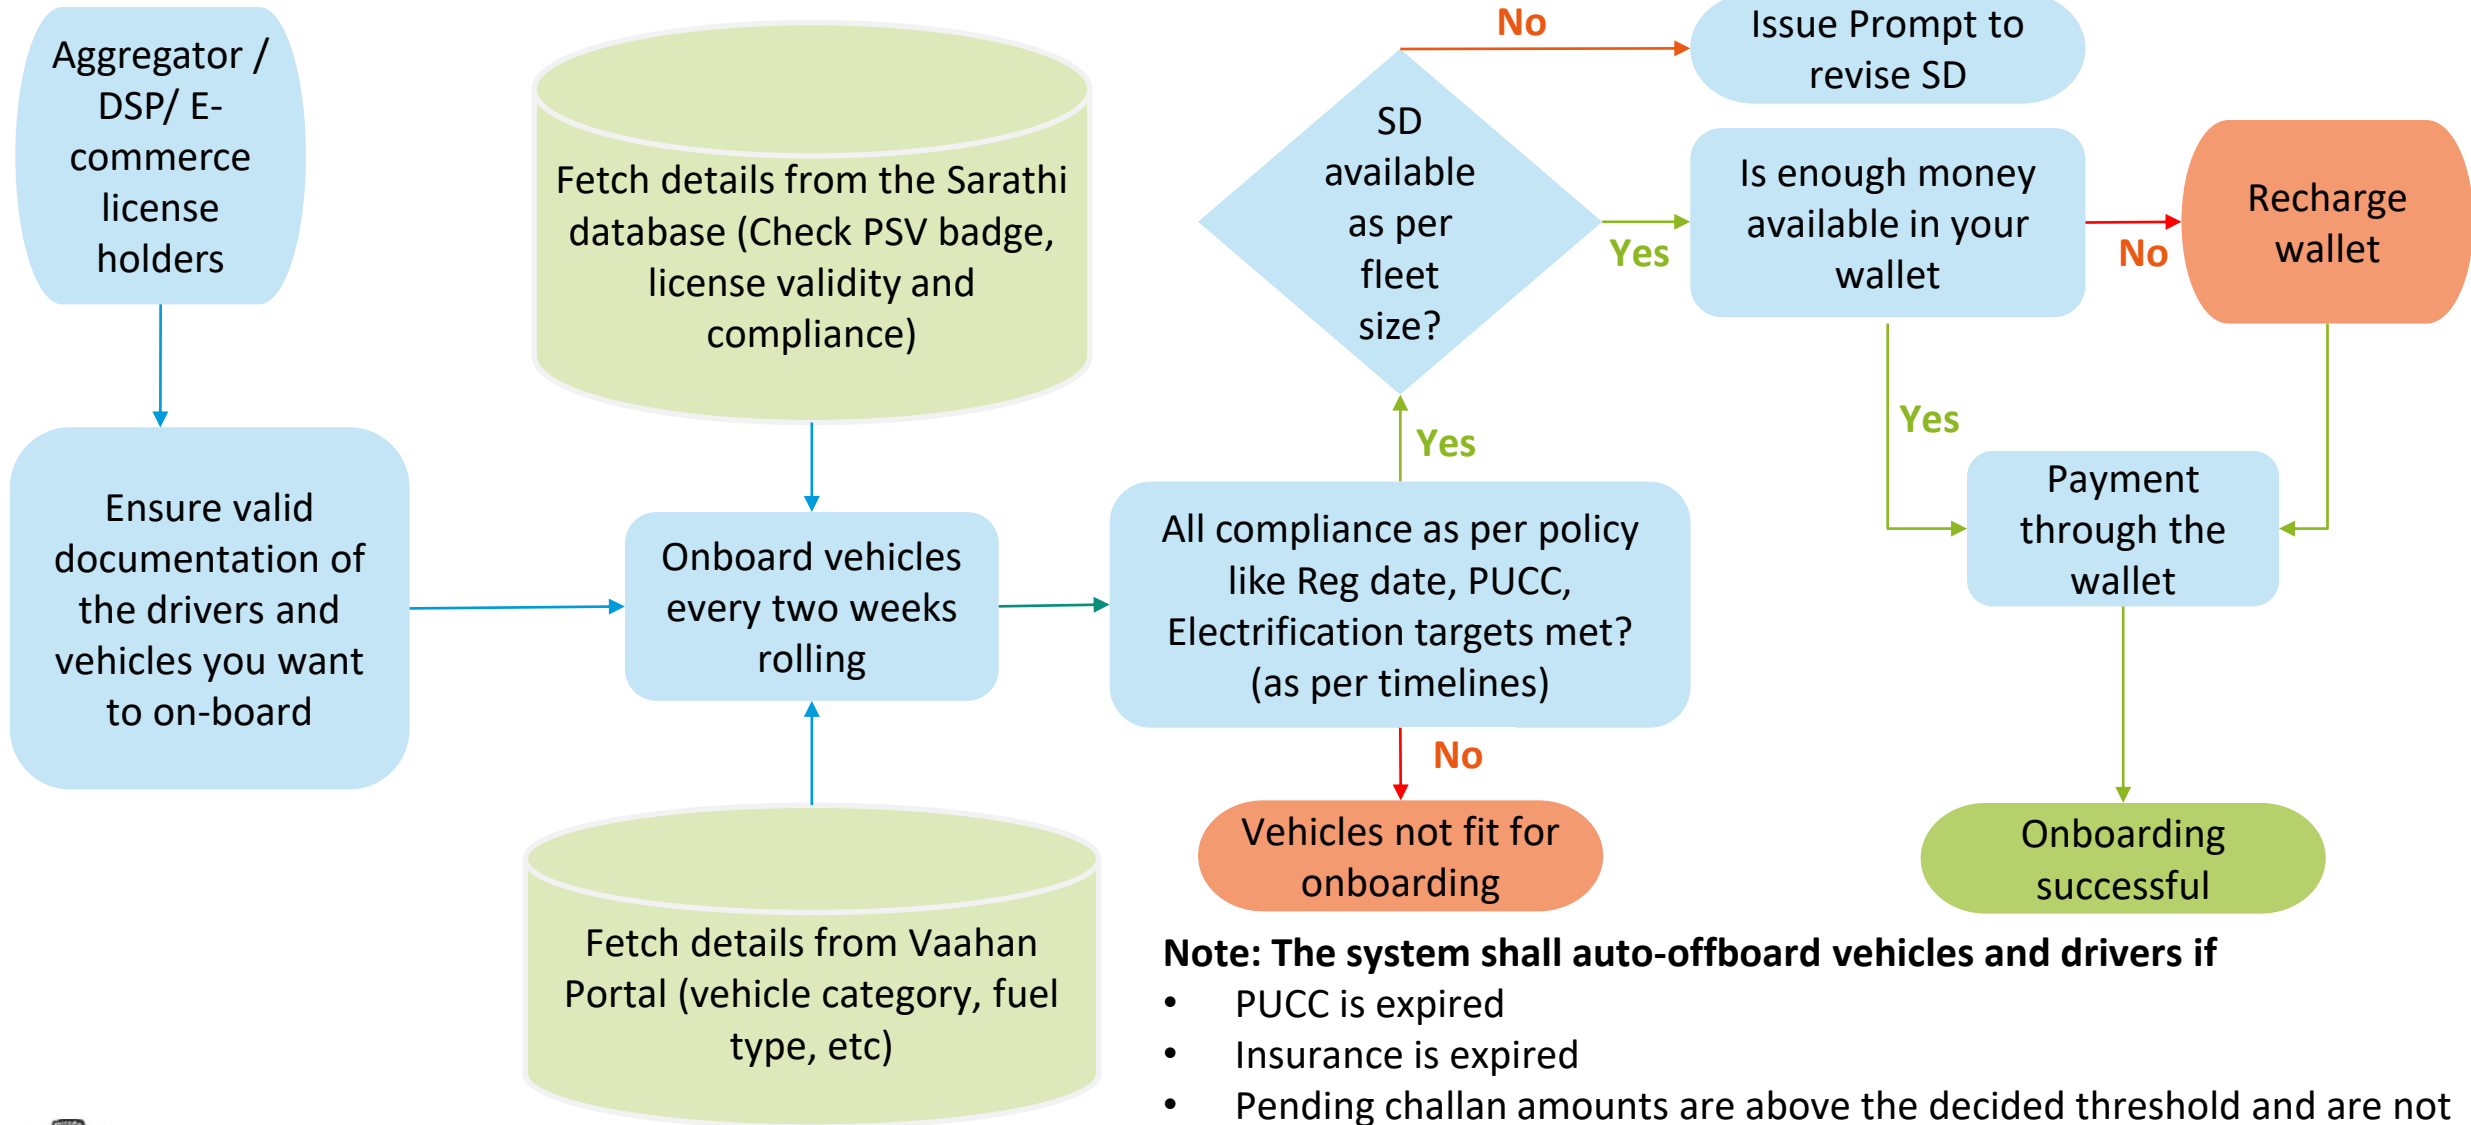 Aggregator /
DSP/ E-
commerce
license
holders
Ensure valid
documentation of
the drivers and
vehicles you want
to on-board
Fetch details from the Sarathi
database (Check PSV badge,
license validity and
compliance)
Onboard vehicles
every two weeks
rolling
Fetch details from Vaahan
Portal (vehicle category, fuel
type, etc)
All compliance as per policy
like Reg date, PUCC,
Electrification targets met?
(as per timelines)
Yes
No
Vehicles not fit for
onboarding
SD
available
as per
fleet
size?
No
Issue Prompt to
revise SD
Yes
Is enough money
available in your
wallet
No
Recharge
wallet
Yes
Payment
through the
wallet
Onboarding
successful
Note: The system shall auto-offboard vehicles and drivers if
• PUCC is expired
• Insurance is expired
• Pending challan amounts are above the decided threshold and are not